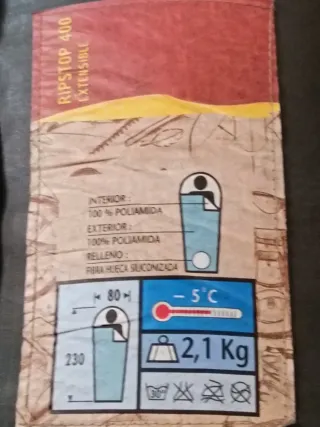 RIPSTOP 400
EXTENSIBLE
INTERIOR :
100 % POLIAMIDA
EXTERIOR :
100% POLIAMIDA
RELLENO :
FIBRA HUECA SILICONIZADA
80
230
– 5°C
2,1 Kg
30°